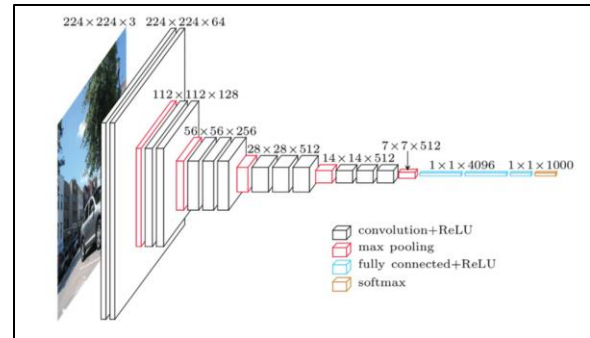 224×224×3 224×224×64
112×112×128
56×56×256
28×28×512
14×14×512
7×7×512
1×1×4096 1×1×1000
convolution+ReLU
max pooling
fully connected+ReLU
softmax